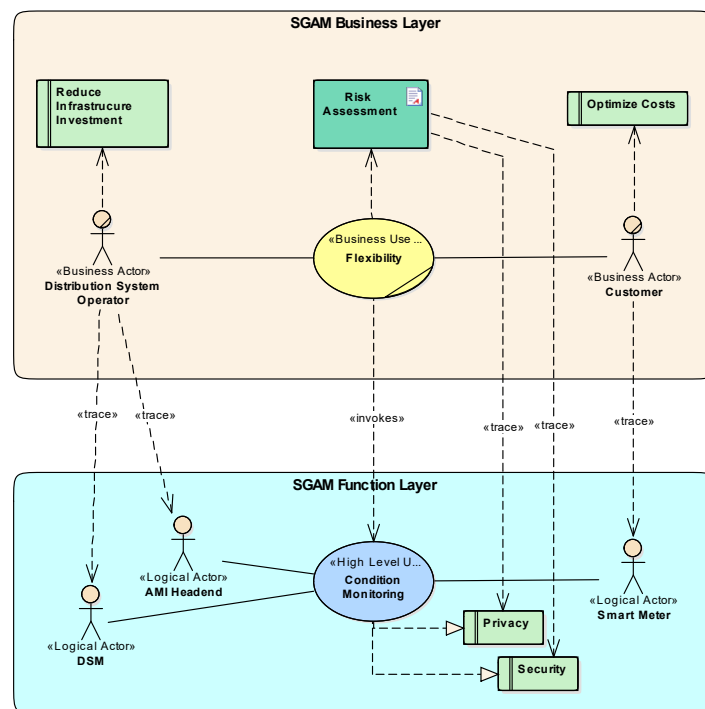 SGAM Business Layer
Reduce
Infrastrucure
Investment
Risk
Assessment
Optimize Costs
«Business Actor»
Distribution System
Operator
«Business Use ...
Flexibility
«Business Actor»
Customer
«trace»
«trace»
«invokes»
«trace»
«trace»
«trace»
SGAM Function Layer
«Logical Actor»
AMI Headend
«High Level U...
Condition
Monitoring
«Logical Actor»
Smart Meter
«Logical Actor»
DSM
Privacy
Security